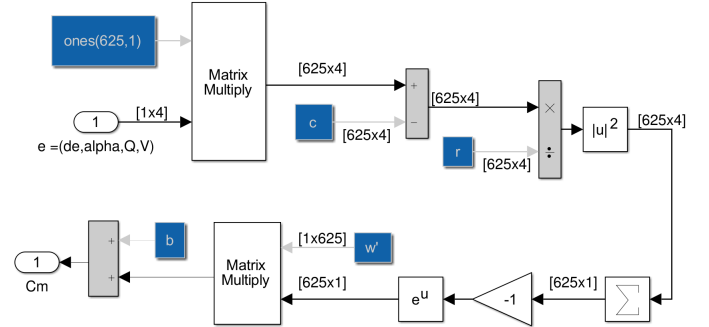 ones(625,1)
[1x4]
1
e =(de,alpha,Q,V)
Matrix
Multiply
[625x4]
c
[625x4]
+
−
[625x4]
r
[625x4]
×
÷
|u|²
[625x4]
[625x1]
∑
-1
eᵘ
[625x1]
[1x625]
w'
Matrix
Multiply
b
+
+
1
Cm